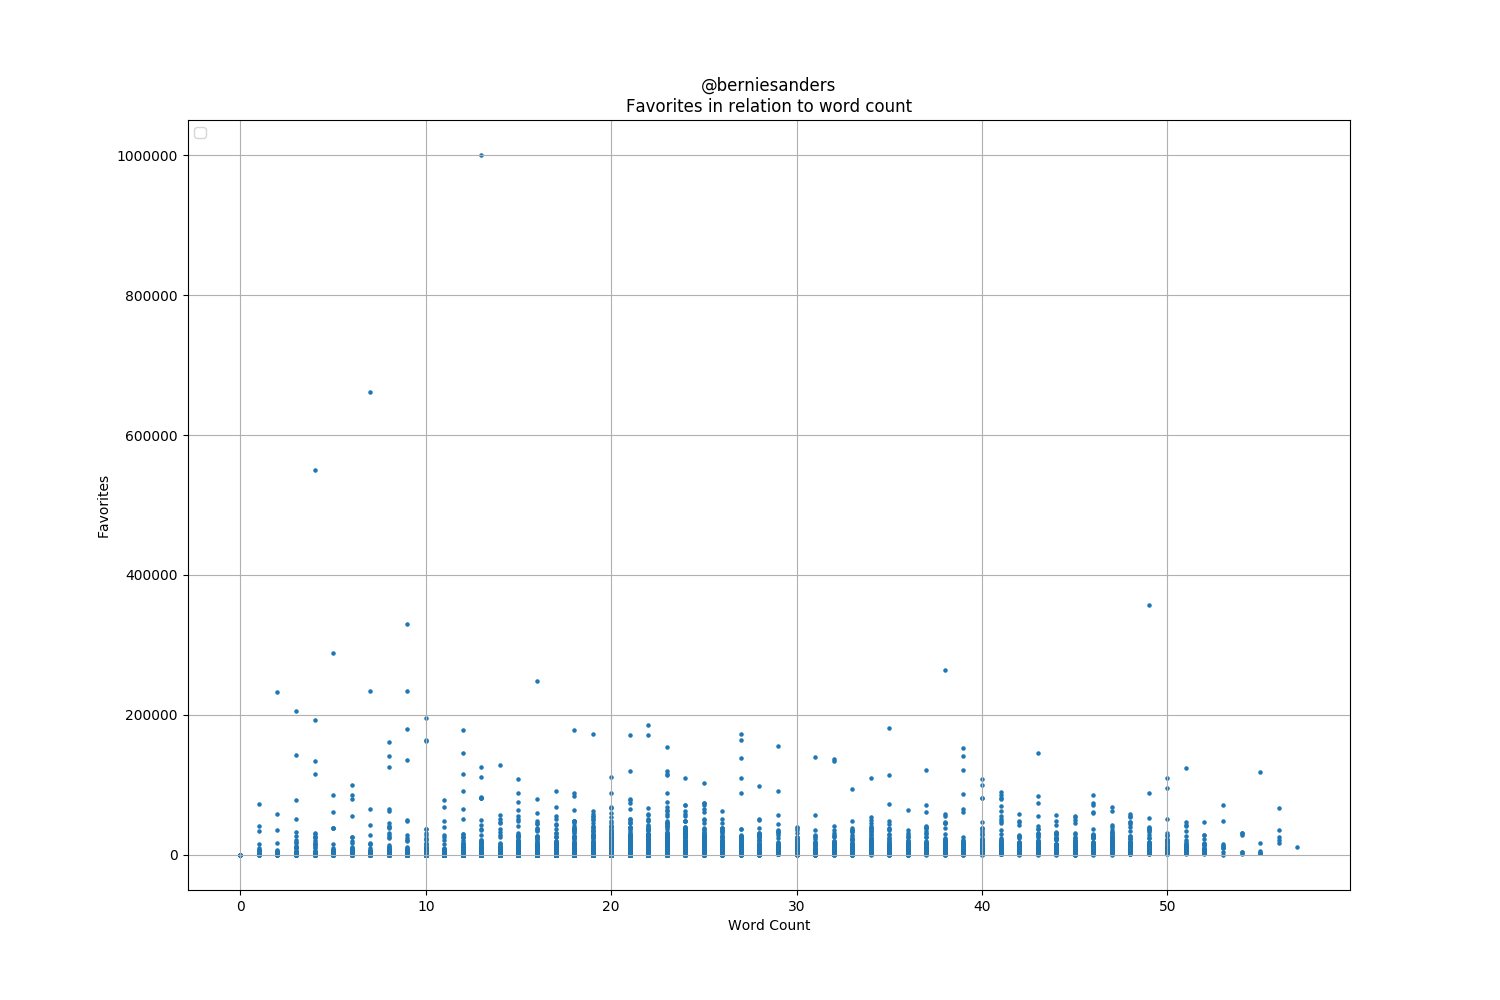 @berniesanders
Favorites in relation to word count
1000000
800000
600000
400000
200000
0
Favorites
0 10 20 30 40 50
Word Count